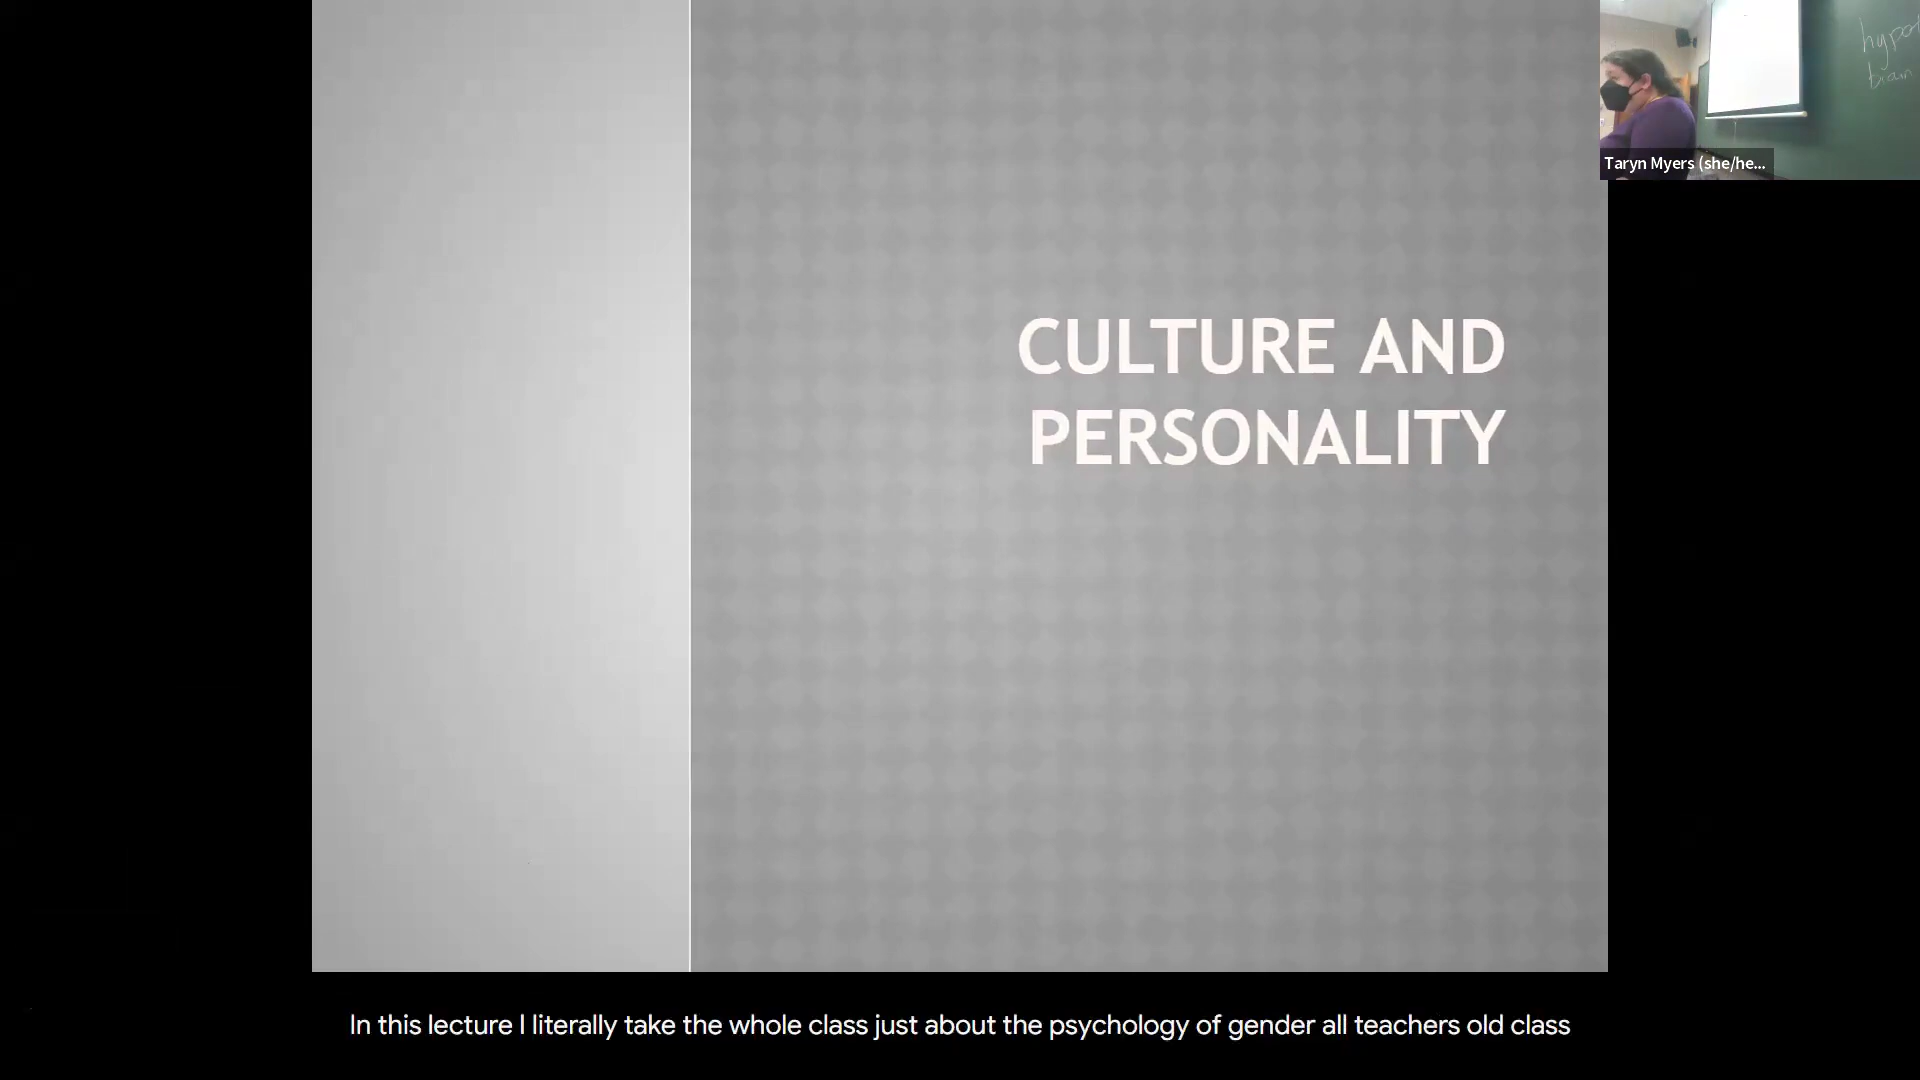 CULTURE AND
PERSONALITY
Taryn Myers (she/he...
In this lecture I literally take the whole class just about the psychology of gender all teachers old class